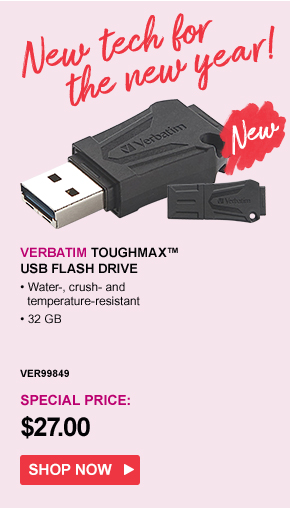 New tech for
the new year!
Verbatim
New
Verbatim
VERBATIM TOUGHMAX™
USB FLASH DRIVE
• Water-, crush- and
temperature-resistant
• 32 GB
VER99849
SPECIAL PRICE:
$27.00
SHOP NOW ▶